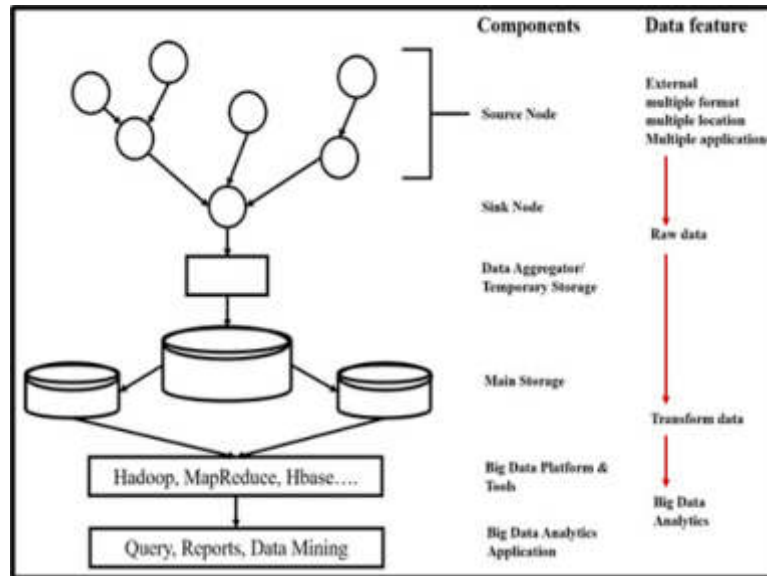 Components
Data feature
External
multiple format
multiple location
Multiple application
Source Node
Sink Node
Raw data
Data Aggregator/
Temporary Storage
Main Storage
Transform data
Hadoop, MapReduce, Hbase....
Big Data Platform &
Tools
Big Data
Analytics
Query, Reports, Data Mining
Big Data Analytics
Application